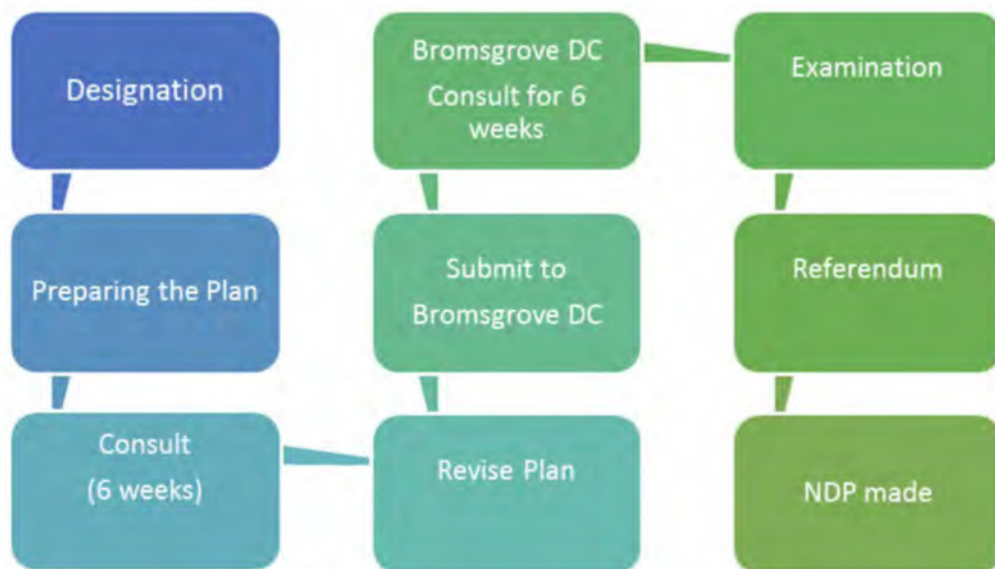 Designation
Preparing the Plan
Consult
(6 weeks)
Revise Plan
Submit to
Bromsgrove DC
Bromsgrove DC
Consult for 6
weeks
Examination
Referendum
NDP made